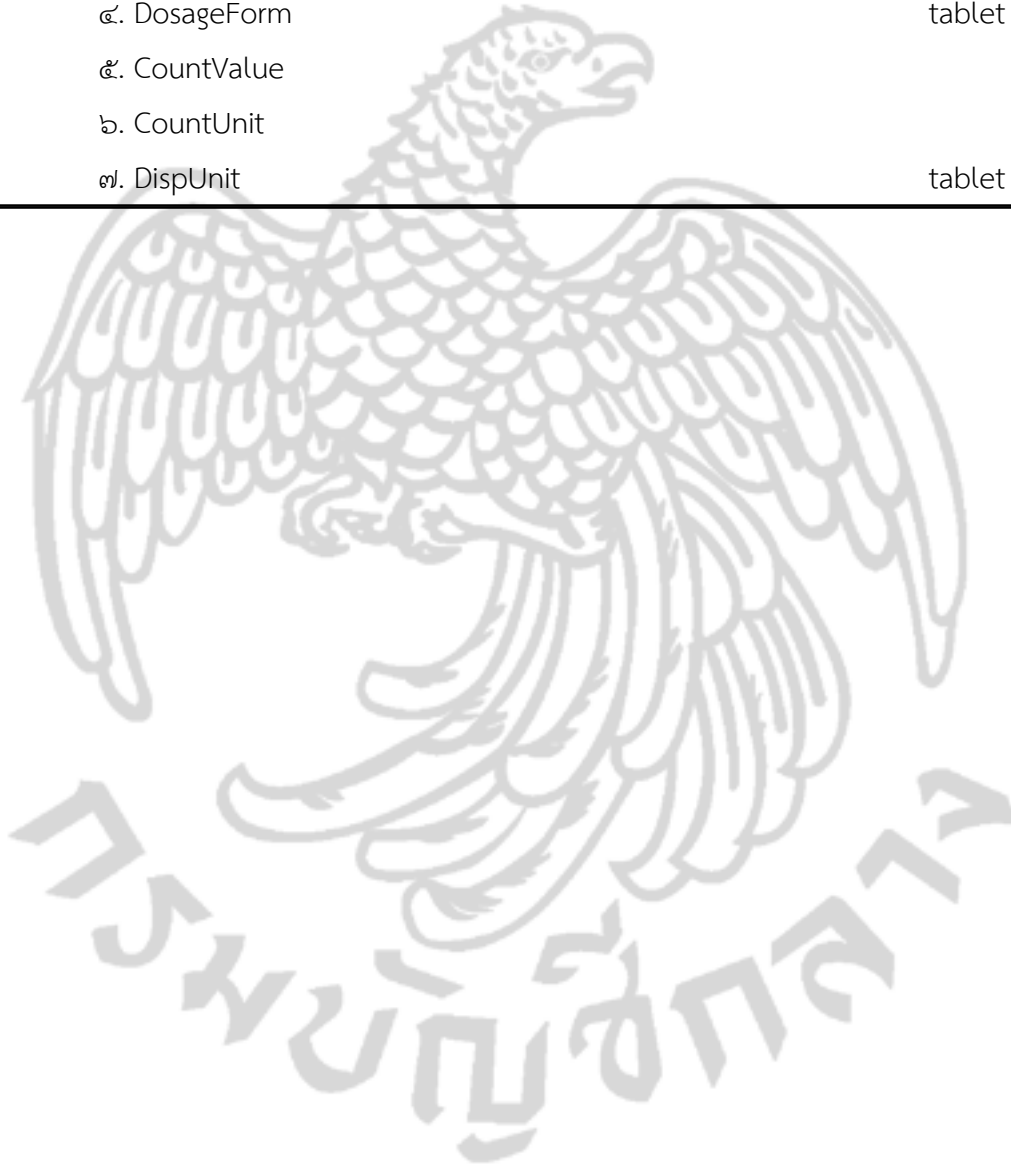 ๔. DosageForm tablet
๕. CountValue
๖. CountUnit
๗. DispUnit tablet
กรมบัญชีกลาง